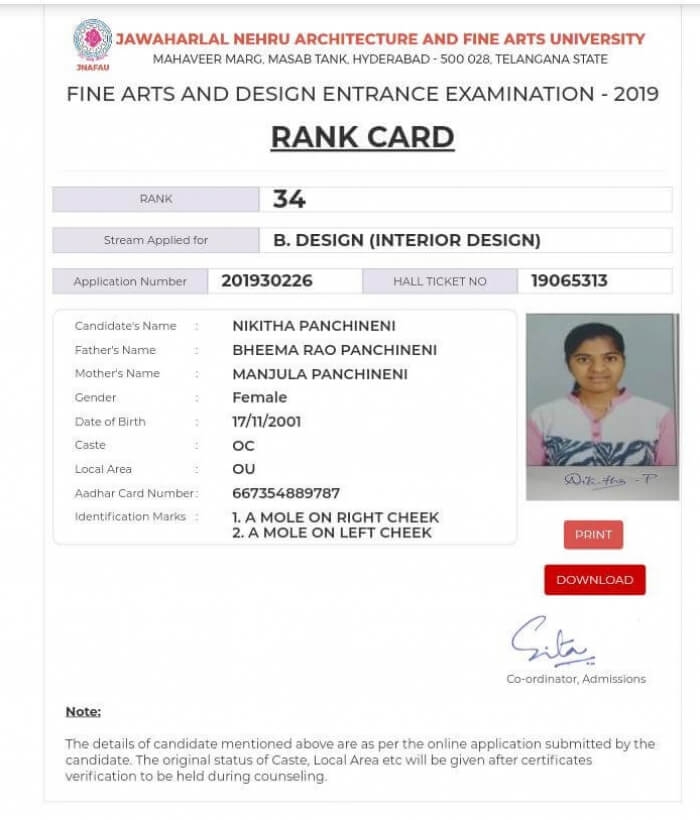 JNAFAU
JAWAHARLAL NEHRU ARCHITECTURE AND FINE ARTS UNIVERSITY
MAHAVEER MARG, MASAB TANK, HYDERABAD - 500 028, TELANGANA STATE
FINE ARTS AND DESIGN ENTRANCE EXAMINATION - 2019
RANK CARD
RANK 34
Stream Applied for B. DESIGN (INTERIOR DESIGN)
Application Number 201930226 HALL TICKET NO 19065313
Candidate's Name : NIKITHA PANCHINENI
Father's Name : BHEEMA RAO PANCHINENI
Mother's Name : MANJULA PANCHINENI
Gender : Female
Date of Birth : 17/11/2001
Caste : OC
Local Area : OU
Aadhar Card Number : 667354889787
Identification Marks : 1. A MOLE ON RIGHT CHEEK
2. A MOLE ON LEFT CHEEK
Nikitha - P
PRINT
DOWNLOAD
Sita
Co-ordinator, Admissions
Note:
The details of candidate mentioned above are as per the online application submitted by the
candidate. The original status of Caste, Local Area etc will be given after certificates
verification to be held during counseling.